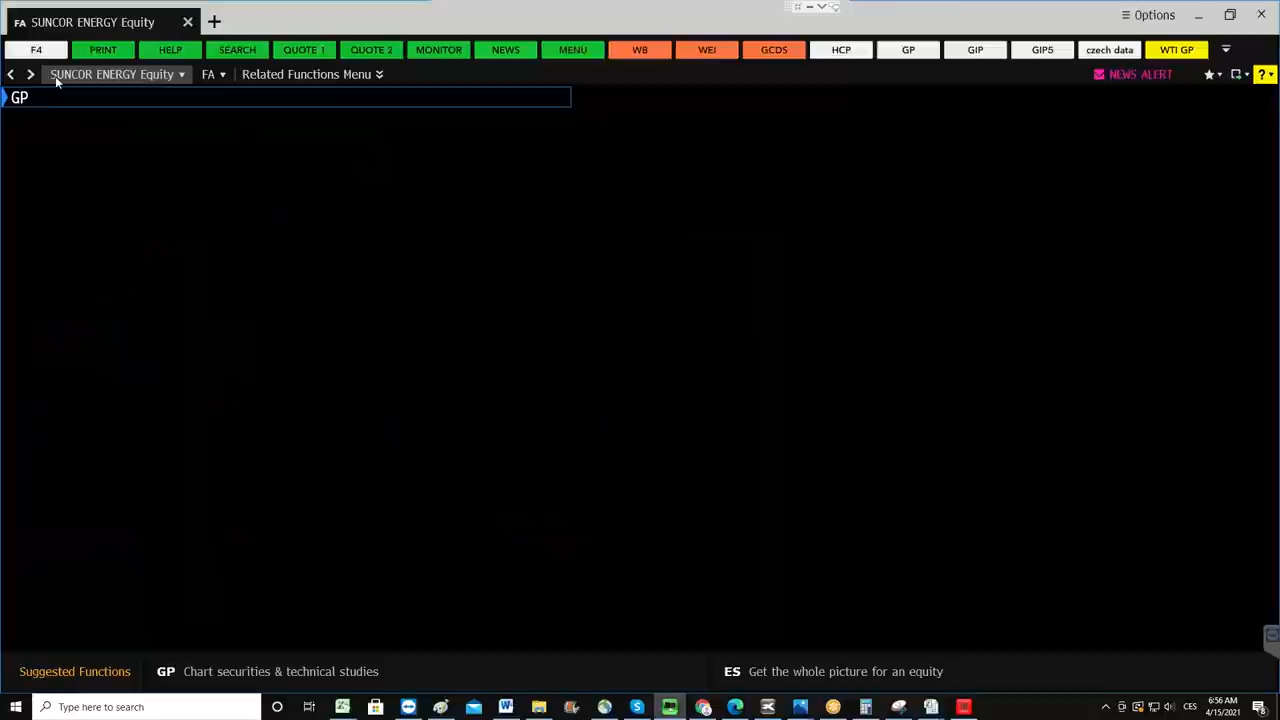 FA SUNCOR ENERGY Equity
Options
F4 PRINT HELP SEARCH QUOTE 1 QUOTE 2 MONITOR NEWS MENU WB WEI GCDS HCP GP GIP GIP5 czech data WTI GP
SUNCOR ENERGY Equity FA Related Functions Menu NEWS ALERT ?
GP
Suggested Functions GP Chart securities & technical studies ES Get the whole picture for an equity
Type here to search CES 6:56 AM
4/15/2021